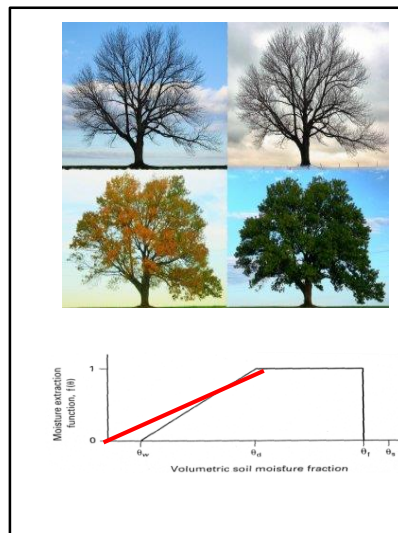 Moisture extraction
function, f(θ)
1
0
θw
θd
θf
θs
Volumetric soil moisture fraction